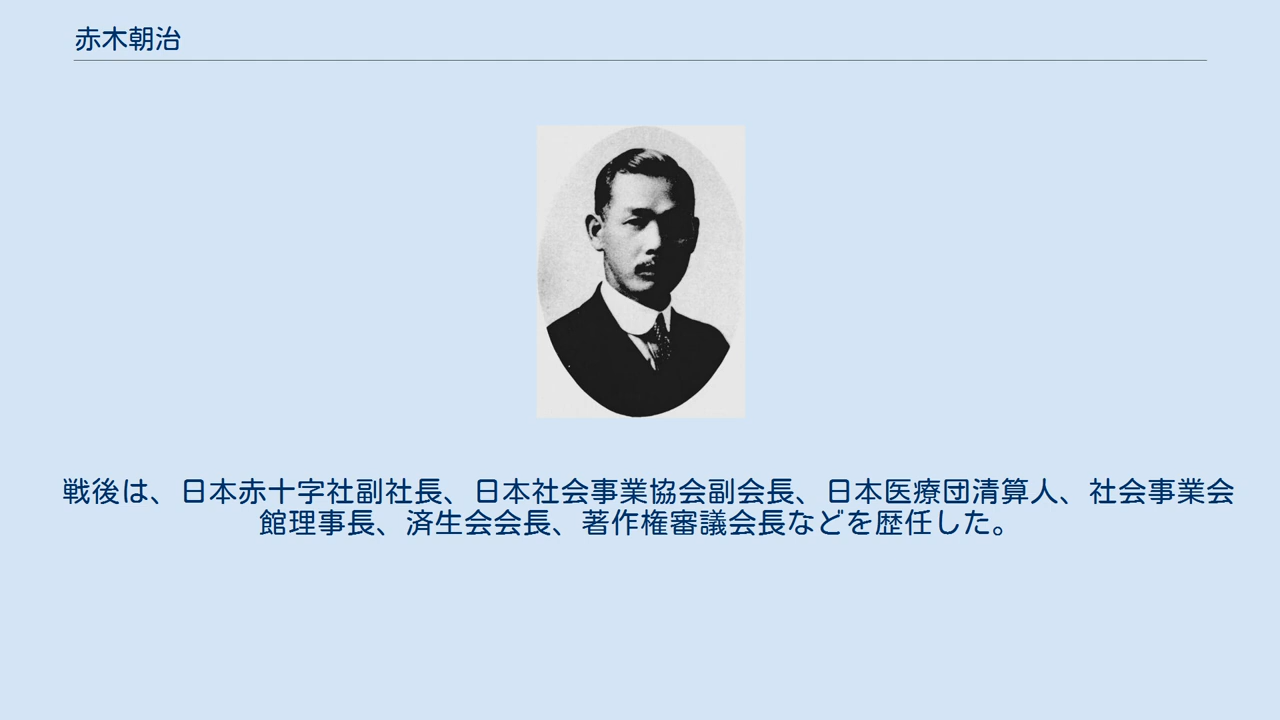 赤木朝治
戦後は、日本赤十字社副社長、日本社会事業協会副会長、日本医療団清算人、社会事業会
館理事長、済生会会長、著作権審議会長などを歴任した。